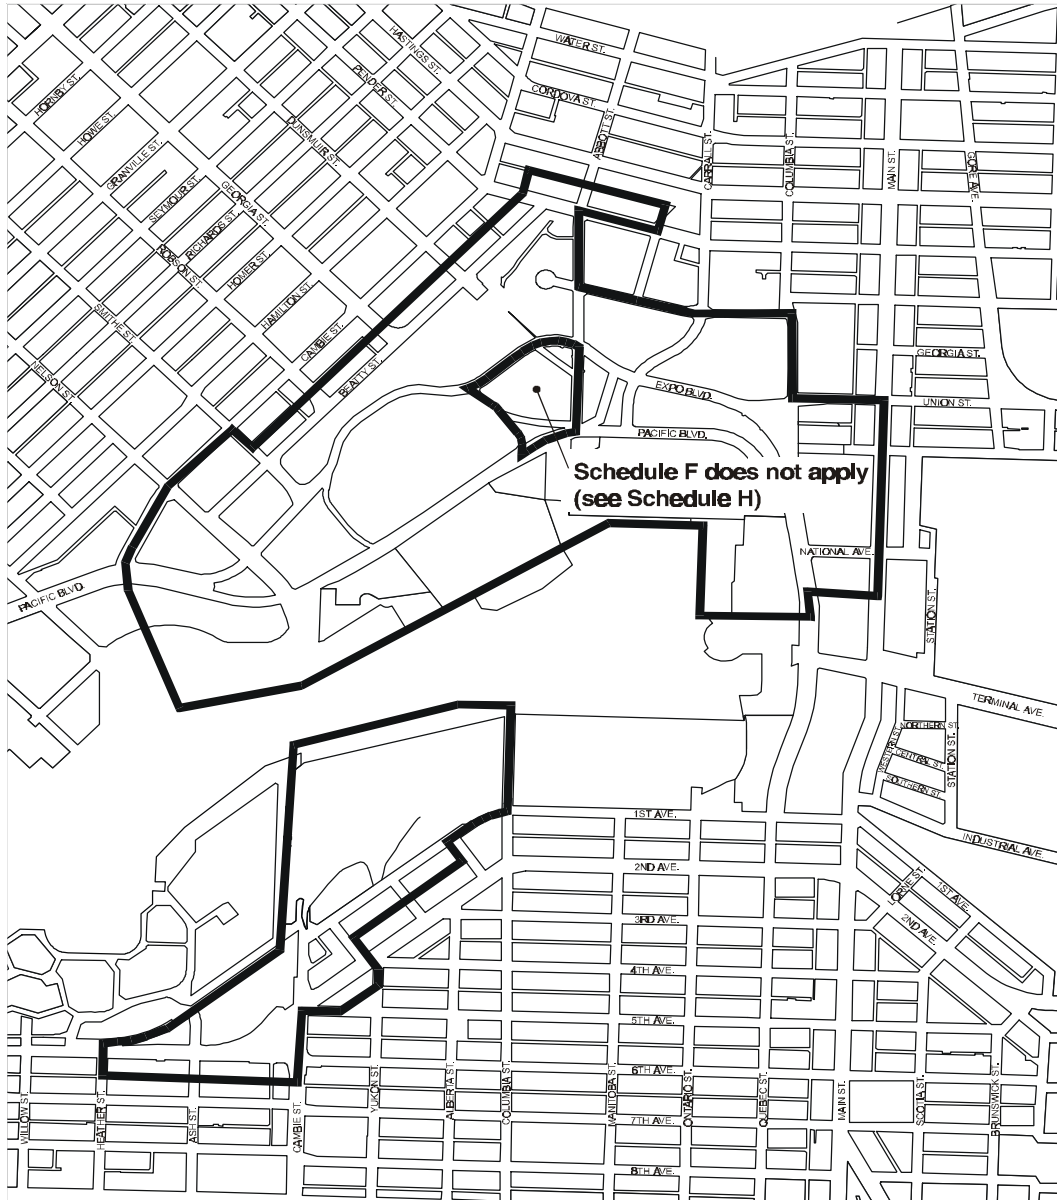 HASTINGS ST.
WATER ST.
PENDER ST.
HORNBY ST.
CORDOVA ST.
HOWE ST.
DUNSMUIR ST.
ABBOTT ST.
CARRALL ST.
COLUMBIA ST.
MAIN ST.
GORE AVE.
GRANVILLE ST.
SEYMOUR ST.
GEORGIA ST.
RICHARDS ST.
ROBSON ST.
HOMER ST.
HAMILTON ST.
SMITHE ST.
CAMBIE ST.
BEATTY ST.
NELSON ST.
GEORGIA ST.
EXPO BLVD.
UNION ST.
PACIFIC BLVD.
Schedule F does not apply
(see Schedule H)
NATIONAL AVE.
PACIFIC BLVD.
STATION ST.
TERMINAL AVE.
NORTHERN ST.
WESTERN ST.
CENTRAL ST.
STATION ST.
SOUTHERN ST.
1ST AVE.
INDUSTRIAL AVE.
2ND AVE.
LORNE ST.
1ST AVE.
3RD AVE.
2ND AVE.
4TH AVE.
5TH AVE.
6TH AVE.
WILLOW ST.
HEATHER ST.
ASH ST.
CAMBIE ST.
YUKON ST.
ALBERTA ST.
COLUMBIA ST.
MANITOBA ST.
ONTARIO ST.
QUEBEC ST.
MAIN ST.
SCOTIA ST.
BRUNSWICK ST.
7TH AVE.
8TH AVE.